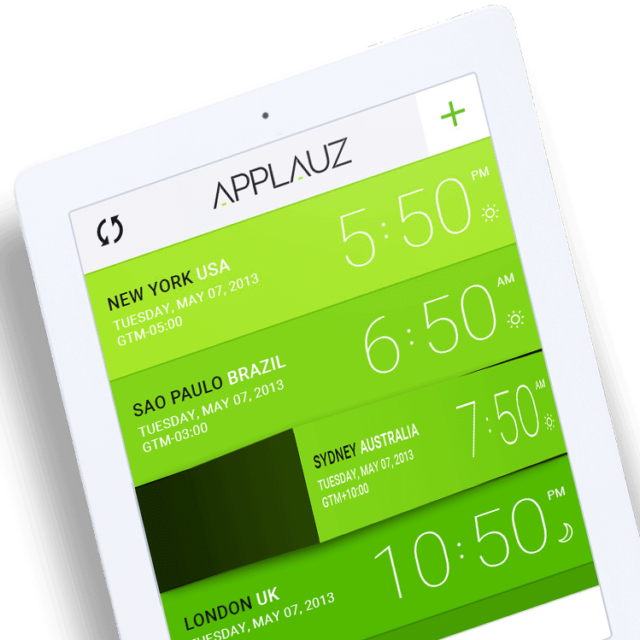 APPLAUZ
+
NEW YORK USA
TUESDAY, MAY 07, 2013
GTM-05:00
5:50 PM
SAO PAULO BRAZIL
TUESDAY, MAY 07, 2013
GTM-03:00
6:50 AM
SYDNEY AUSTRALIA
TUESDAY, MAY 07, 2013
GTM+10:00
7:50 AM
LONDON UK
TUESDAY, MAY 07, 2013
10:50 PM